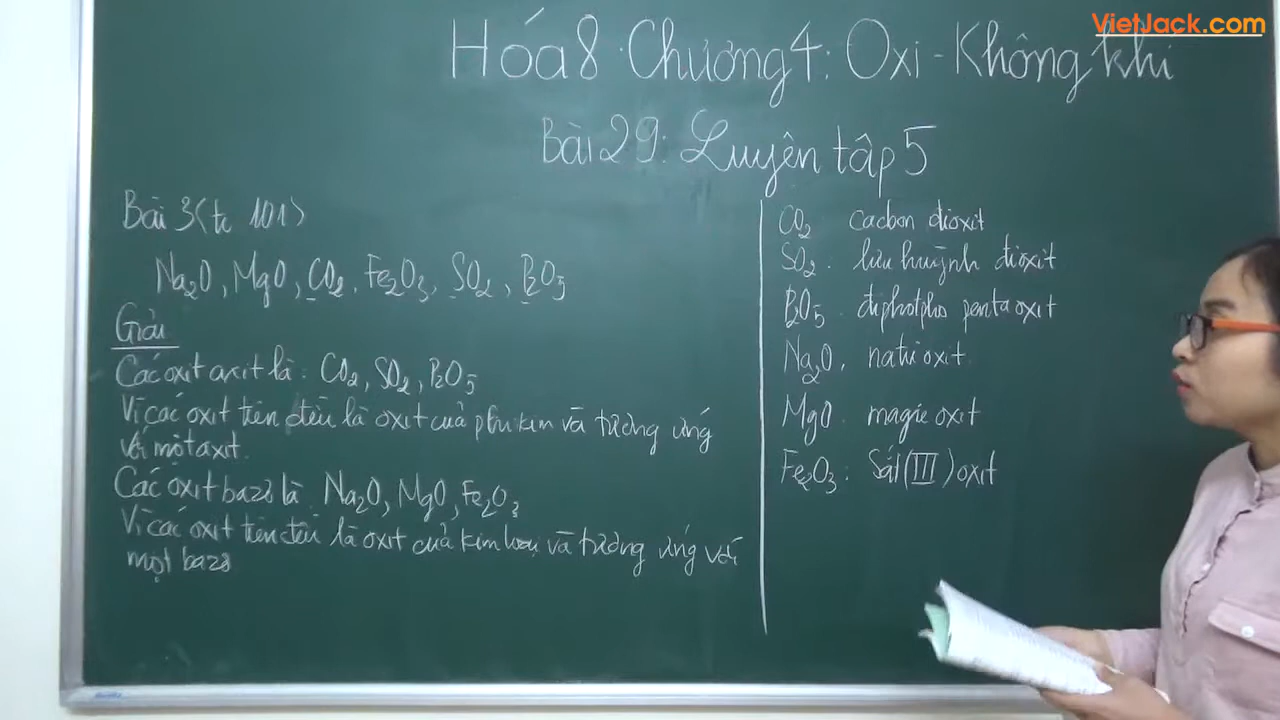 VietJack.com
Hóa 8. Chương 4: Oxi - Không khí
Bài 29: Luyện tập 5
Bài 3 (tr 101)
Na₂O, MgO, CO₂, Fe₂O₃, SO₂, P₂O₅
Giải
Các oxit axit là: CO₂, SO₂, P₂O₅
Vì các oxit trên đều là oxit của phi kim và tương ứng
với một axit.
Các oxit bazơ là Na₂O, MgO, Fe₂O₃
Vì các oxit trên đều là oxit của kim loại và tương ứng với
một bazơ
CO₂ cacbon đioxit
SO₂. lưu huỳnh đioxit
P₂O₅. điphotpho pentaoxit
Na₂O. natri oxit
MgO. magie oxit
Fe₂O₃: Sắt (III) oxit